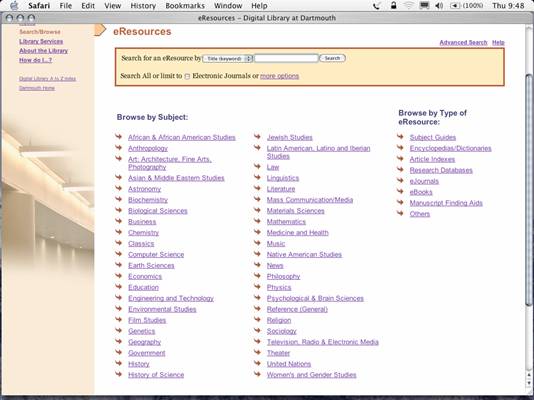 Safari File Edit View History Bookmarks Window Help (100%) Thu 9:48
eResources – Digital Library at Dartmouth
Search/Browse
Library Services
About the Library
How do I...?
Digital Library A to Z Index
Dartmouth Home
eResources
Advanced Search Help
Search for an eResource by Title (keyword) Search
Search All or limit to Electronic Journals or more options
Browse by Subject:
African & African American Studies
Anthropology
Art: Architecture, Fine Arts,
Photography
Asian & Middle Eastern Studies
Astronomy
Biochemistry
Biological Sciences
Business
Chemistry
Classics
Computer Science
Earth Sciences
Economics
Education
Engineering and Technology
Environmental Studies
Film Studies
Genetics
Geography
Government
History
History of Science
Jewish Studies
Latin American, Latino and Iberian
Studies
Law
Linguistics
Literature
Mass Communication/Media
Materials Sciences
Mathematics
Medicine and Health
Music
Native American Studies
News
Philosophy
Physics
Psychological & Brain Sciences
Reference (General)
Religion
Sociology
Television, Radio & Electronic Media
Theater
United Nations
Women's and Gender Studies
Browse by Type of
eResource:
Subject Guides
Encyclopedias/Dictionaries
Article Indexes
Research Databases
eJournals
eBooks
Manuscript Finding Aids
Others